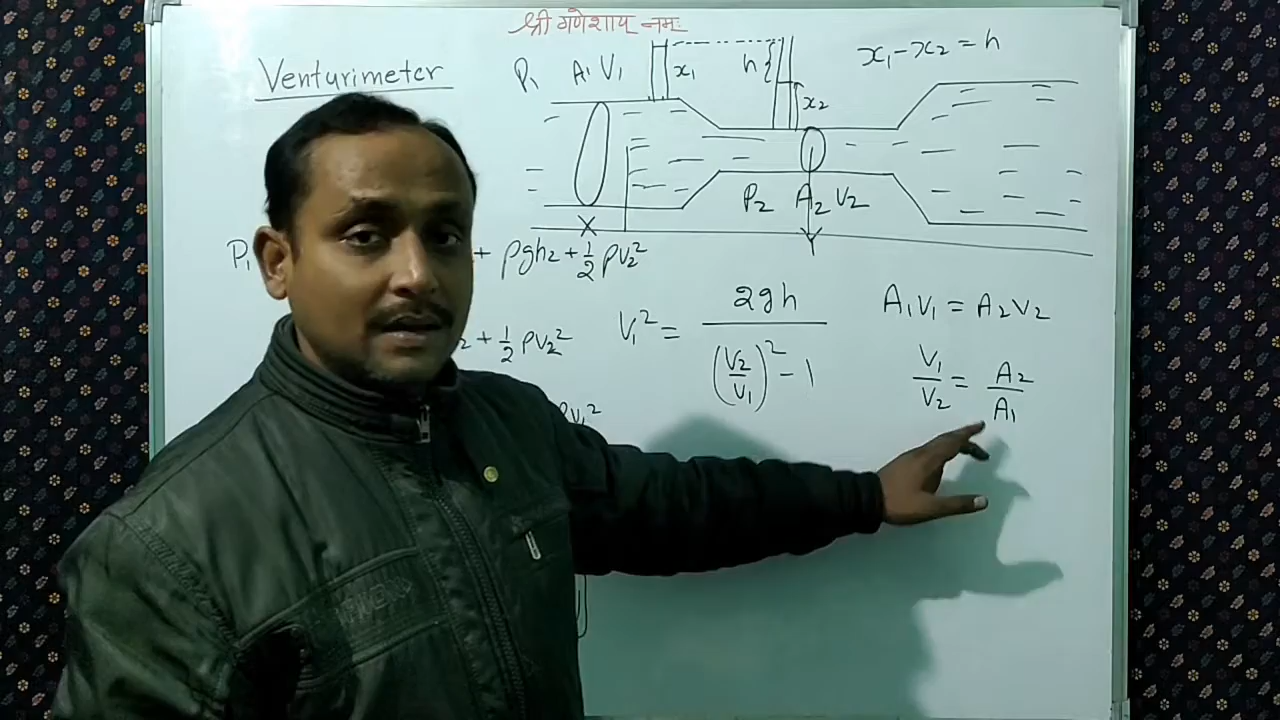 श्री गणेशाय नमः
Venturimeter
P₁ A₁ V₁
x₁
h
x₂
x₁-x₂ = h
P₂ A₂ V₂
X
Y
P₁
+ ρgh₂ + 1/2 ρv₂²
₂ + 1/2 ρv₂²
ρv₁²
V₁² = 2gh / ((V₂/V₁)² - 1)
A₁V₁ = A₂V₂
V₁/V₂ = A₂/A₁